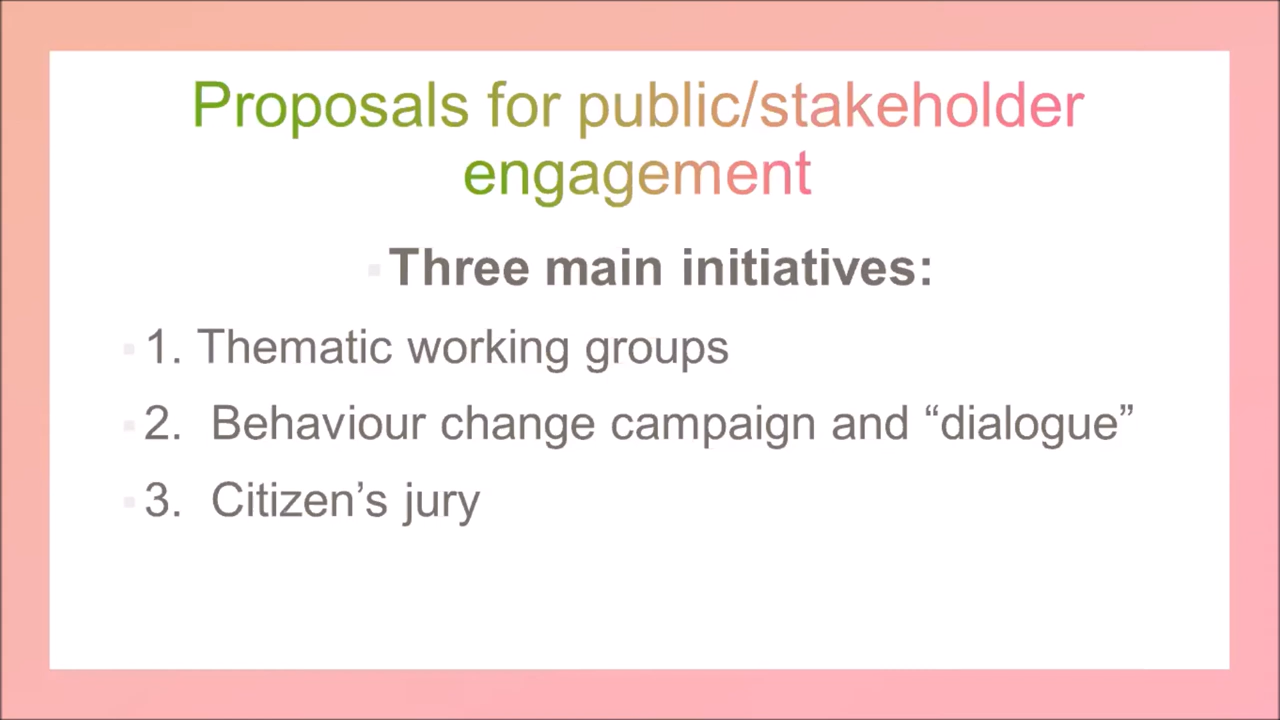 Proposals for public/stakeholder
engagement
Three main initiatives:
1. Thematic working groups
2. Behaviour change campaign and “dialogue”
3. Citizen’s jury